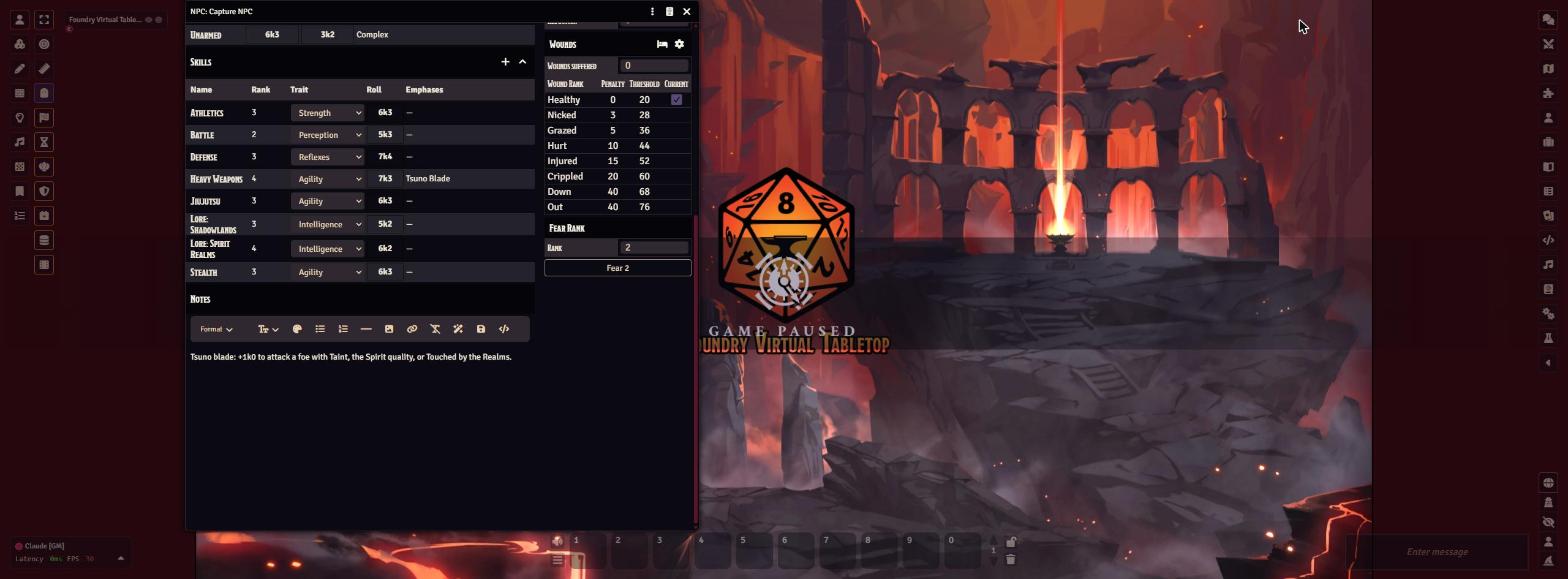 Foundry Virtual Table...
NPC: Capture NPC
Unarmed 6k3 3k2 Complex
Skills
Name Rank Trait Roll Emphases
Athletics 3 Strength 6k3 —
Battle 2 Perception 5k3 —
Defense 3 Reflexes 7k4 —
Heavy Weapons 4 Agility 7k3 Tsuno Blade
Jiujutsu 3 Agility 6k3 —
Lore: Shadowlands 3 Intelligence 5k2 —
Lore: Spirit Realms 4 Intelligence 6k2 —
Stealth 3 Agility 6k3 —
Notes
Format
Tsuno blade: +1k0 to attack a foe with Taint, the Spirit quality, or Touched by the Realms.
Wounds
Wounds suffered 0
Wound Rank Penalty Threshold Current
Healthy 0 20
Nicked 3 28
Grazed 5 36
Hurt 10 44
Injured 15 52
Crippled 20 60
Down 40 68
Out 40 76
Fear Rank
Rank 2
Fear 2
8
GAME PAUSED
oundry Virtual Tabletop
Claude [GM]
Latency 0ms FPS 30
1 2 3 4 5 6 7 8 9 0
1
Enter message